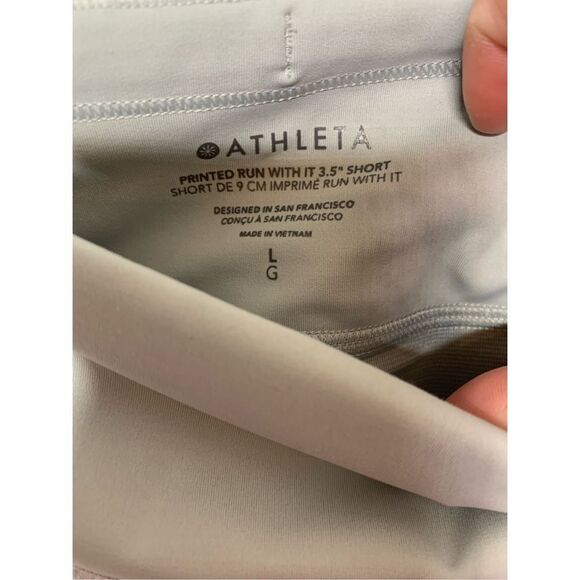 ATHLETA
PRINTED RUN WITH IT 3.5" SHORT
SHORT DE 9 CM IMPRIMÉ RUN WITH IT
DESIGNED IN SAN FRANCISCO
CONÇU À SAN FRANCISCO
MADE IN VIETNAM
L
G